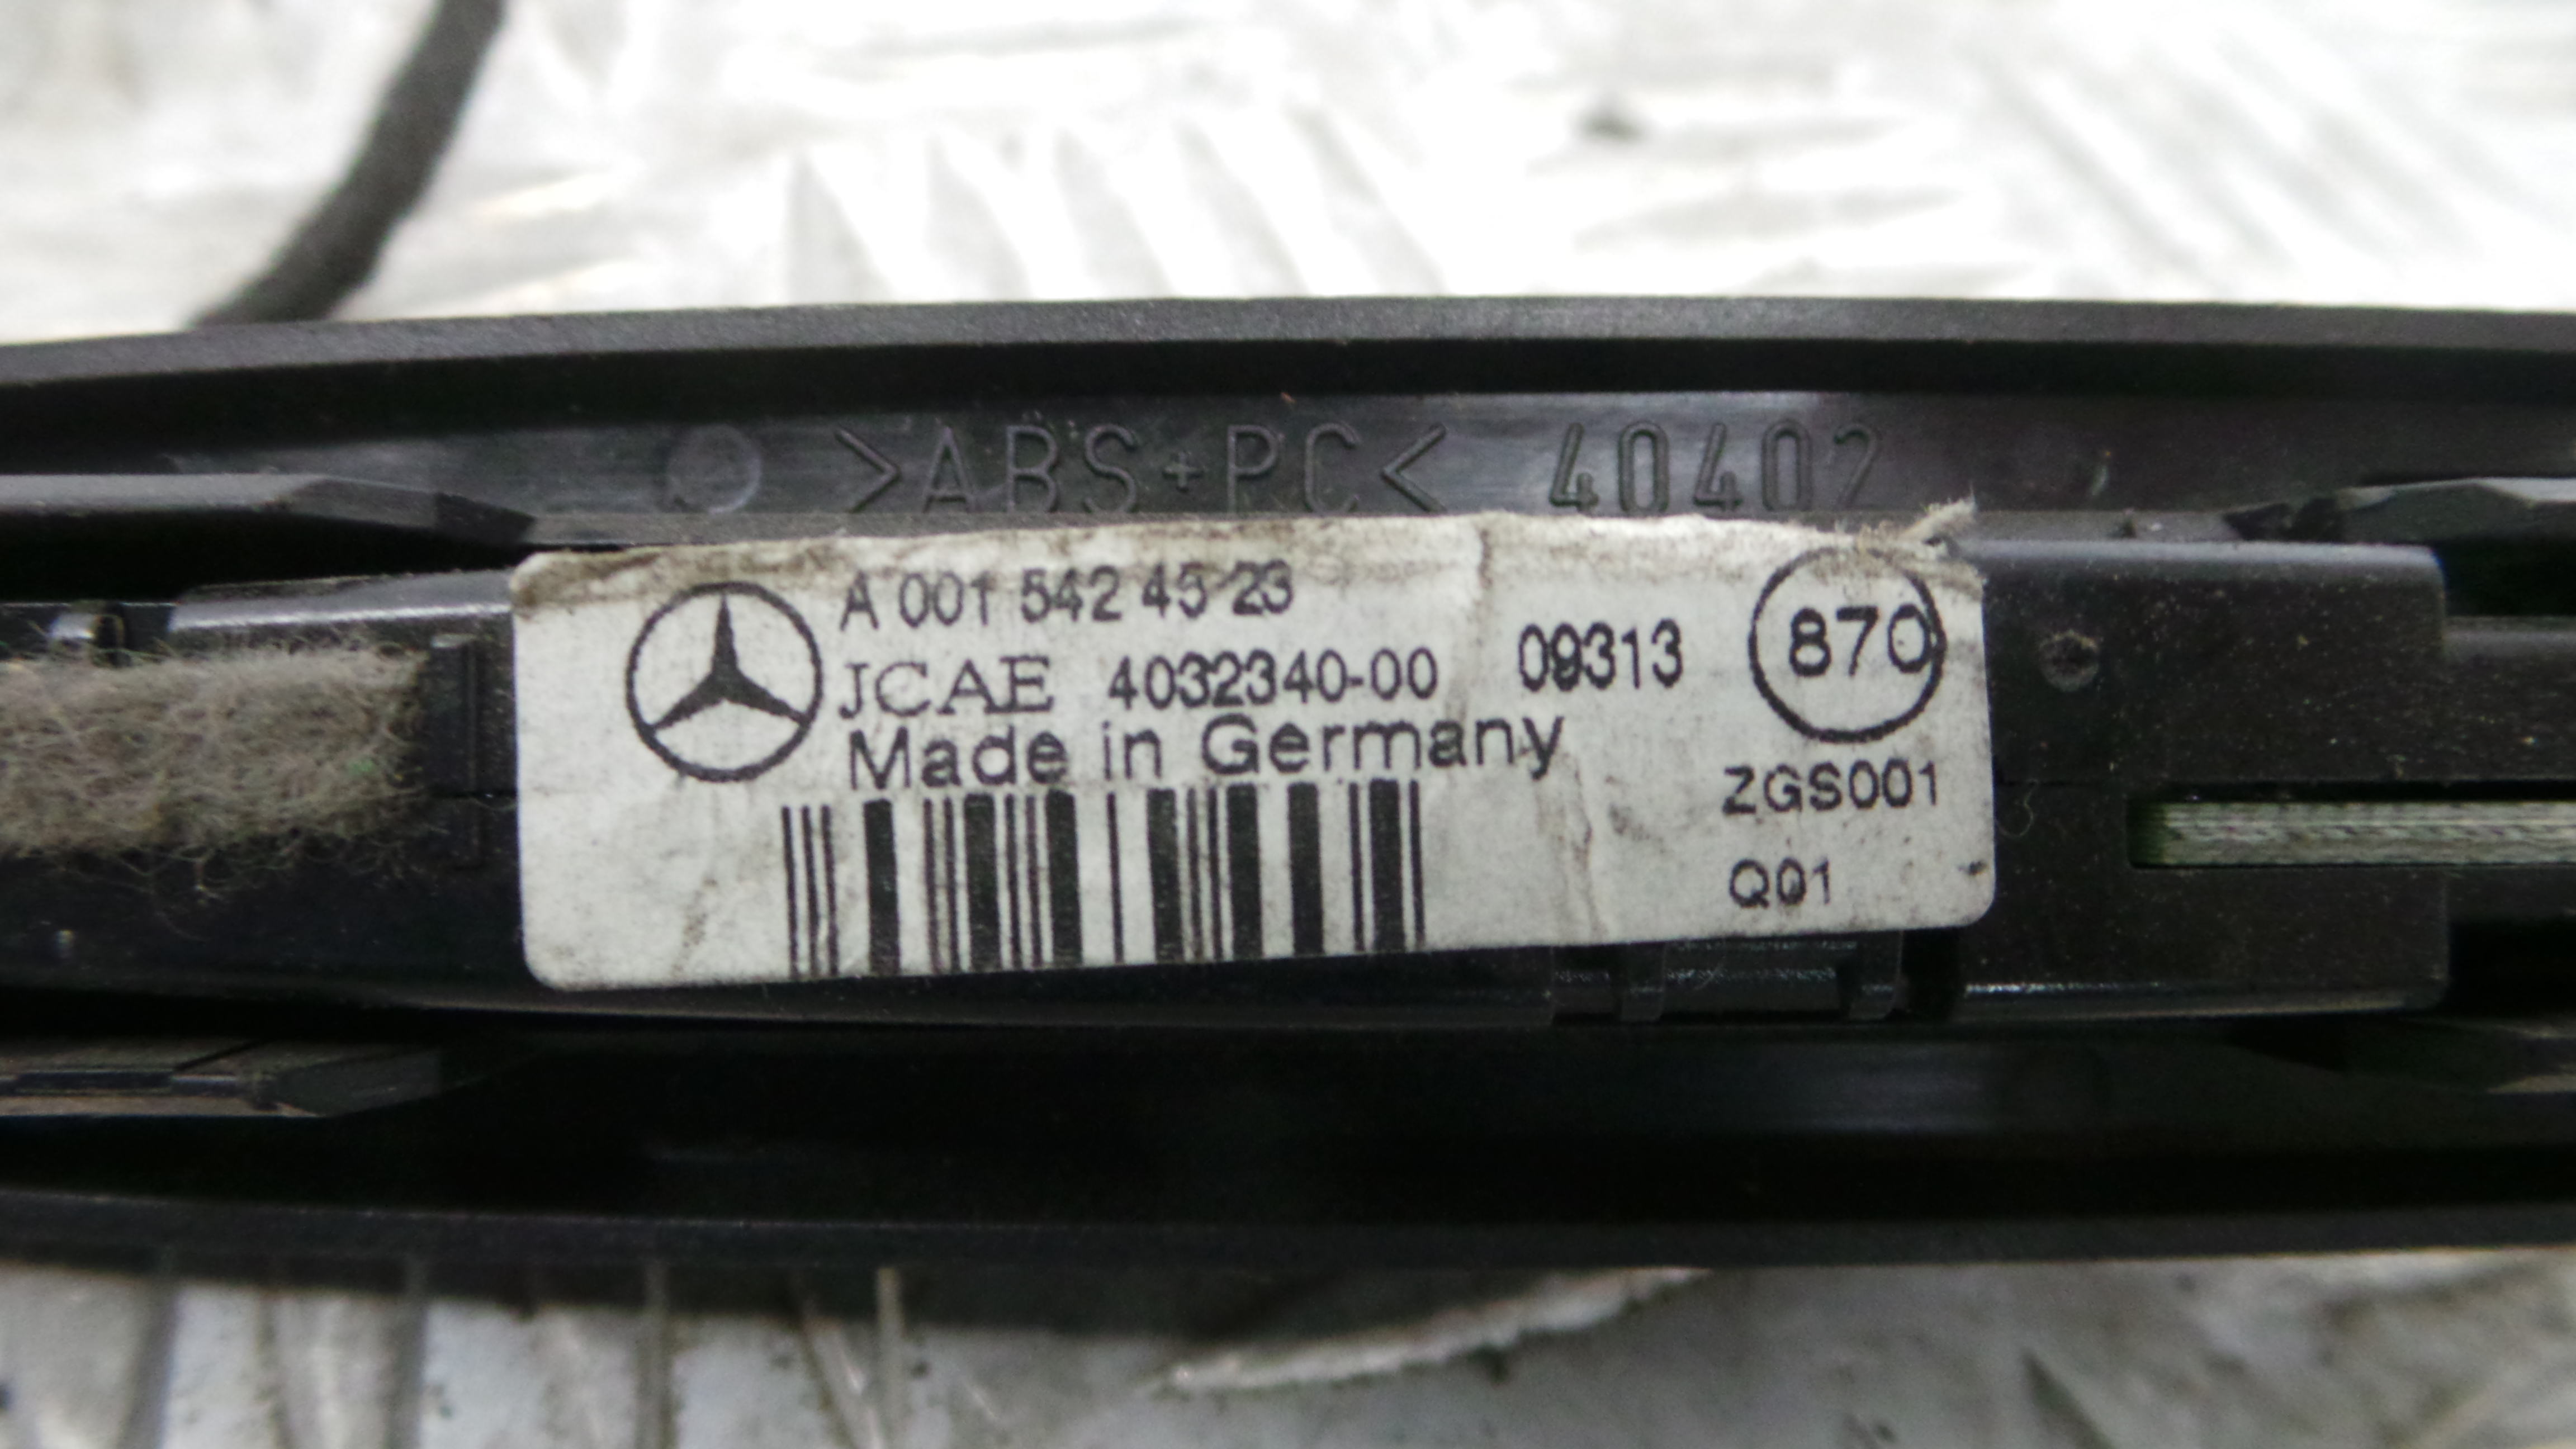 >ABS+PC< 40402
A 001 542 45 23
JCAE 4032340-00 09313 870
Made in Germany
ZGS001
Q01